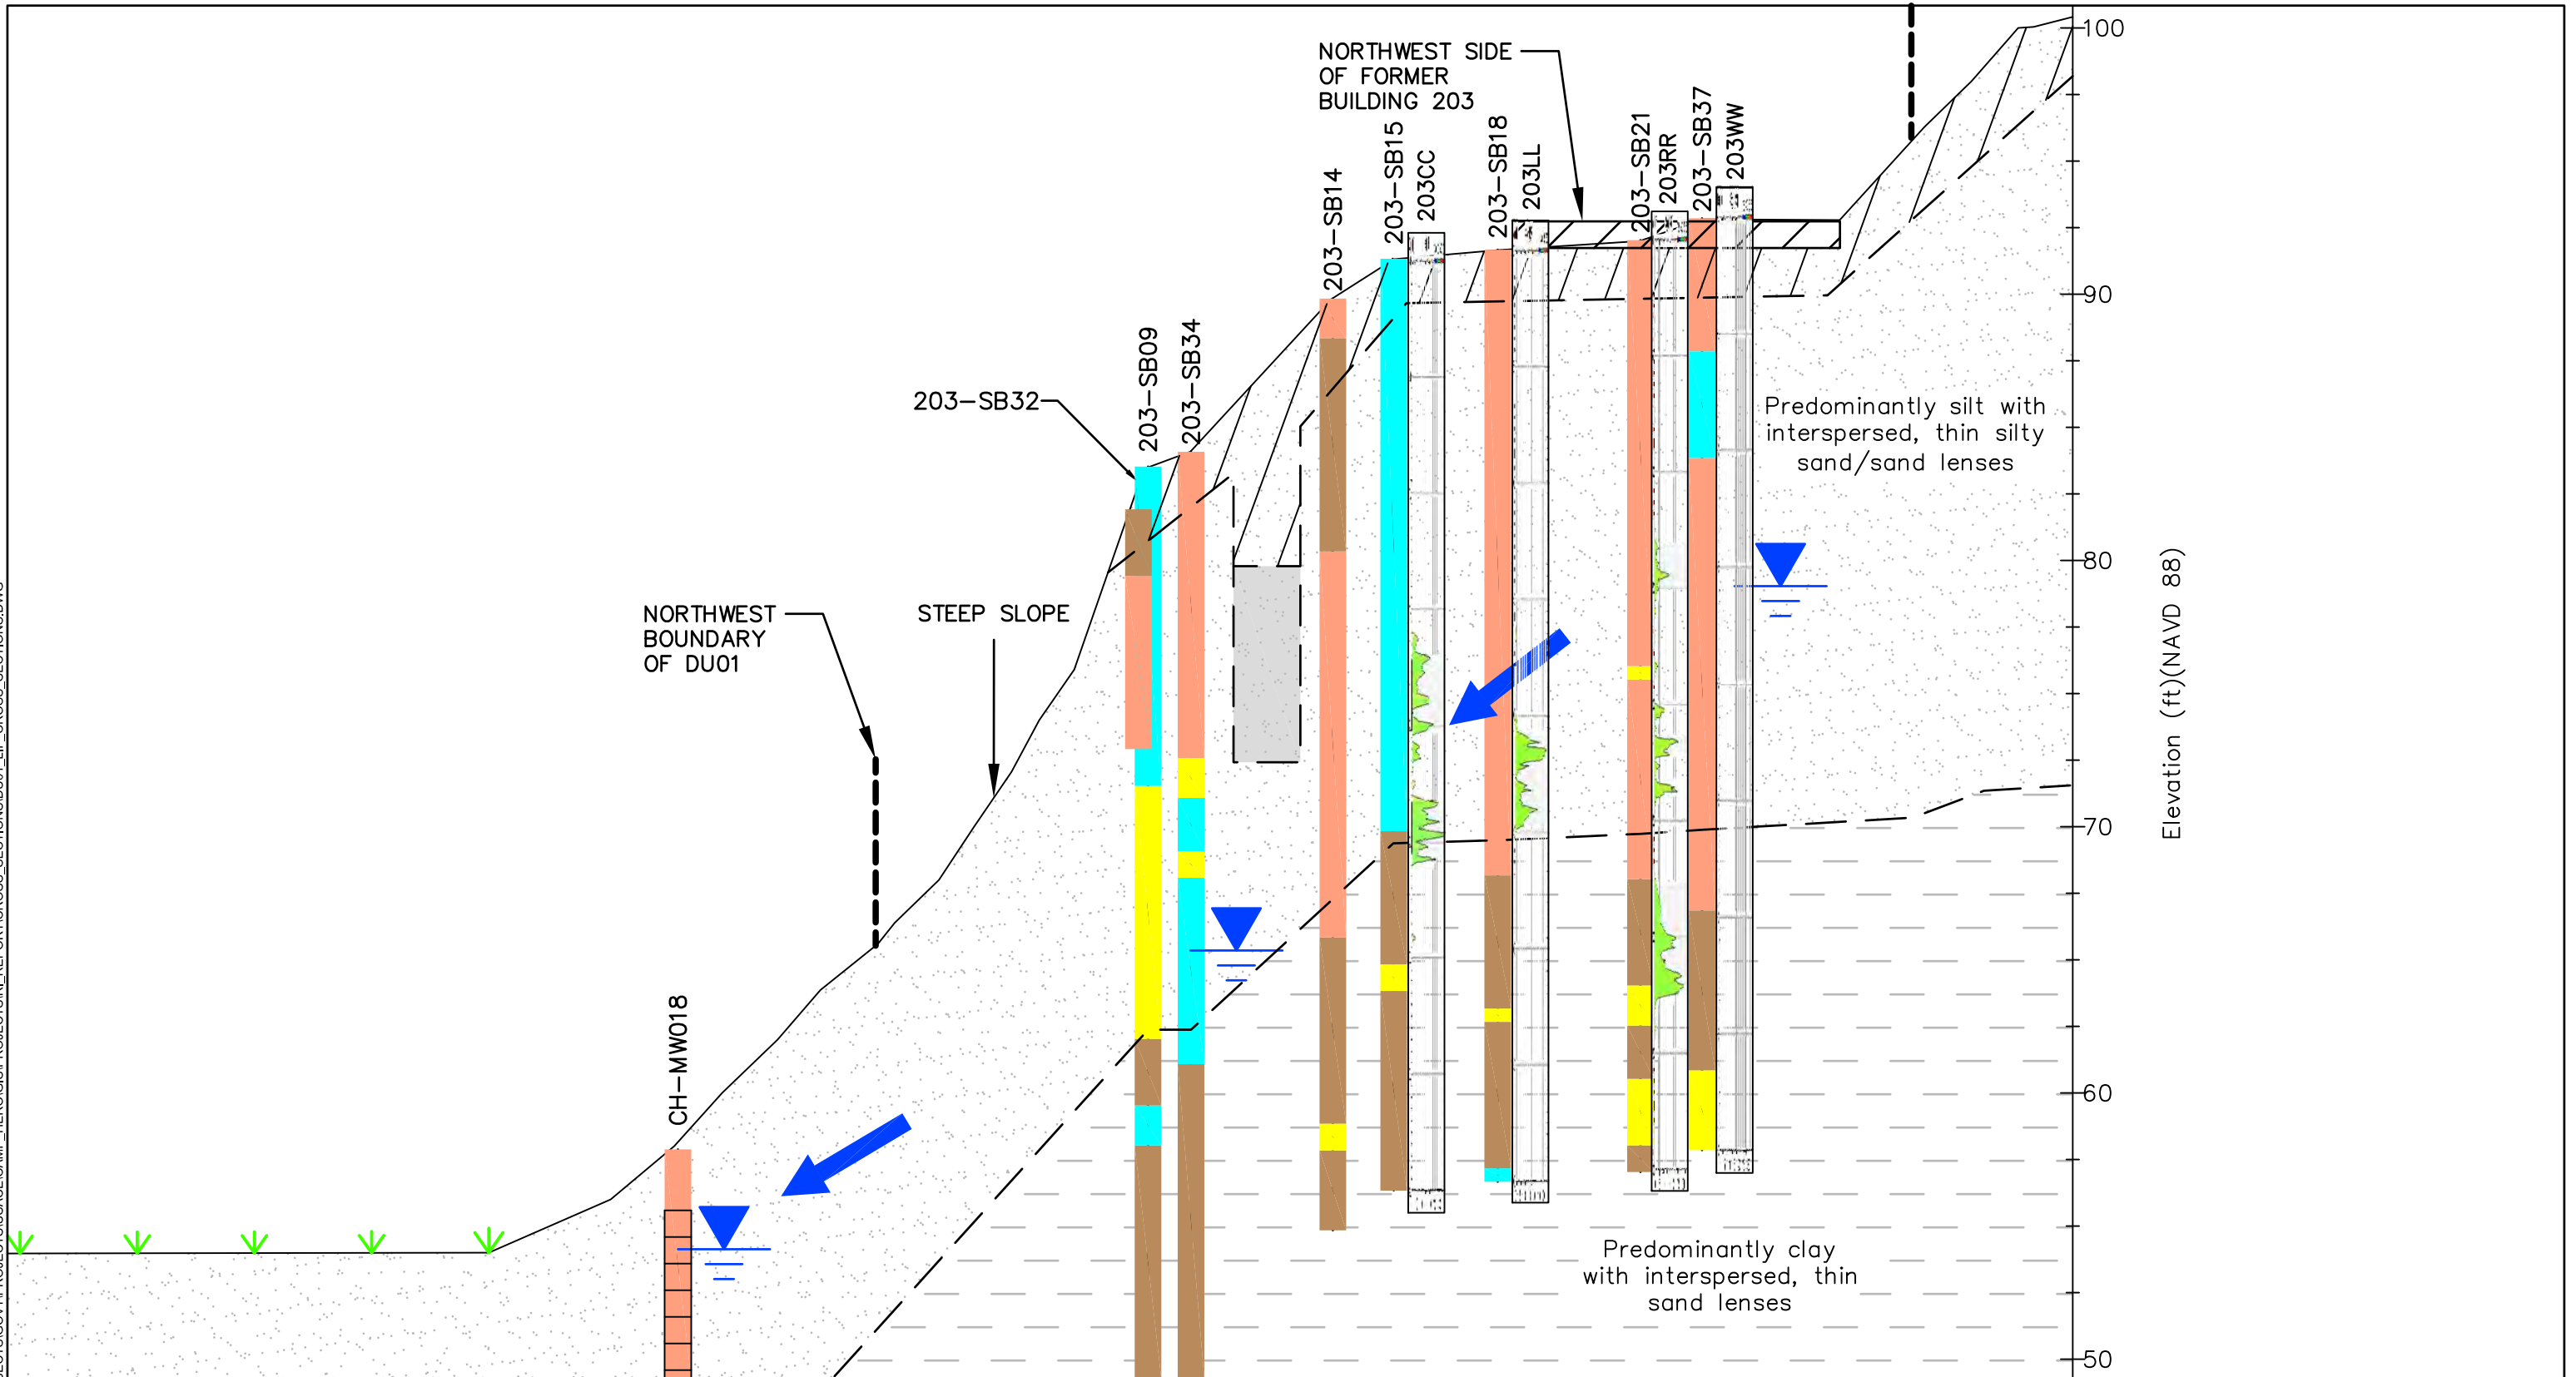 100
NORTHWEST SIDE
OF FORMER
BUILDING 203
203-SB37
203WW
203-SB21
203RR
203-SB18
203LL
203-SB15
203CC
203-SB14
90
203-SB09
203-SB34
203-SB32
Predominantly silt with
interspersed, thin silty
sand/sand lenses
80
Elevation (ft)(NAVD 88)
NORTHWEST
BOUNDARY
OF DU01
STEEP SLOPE
70
CH-MW018
60
Predominantly clay
with interspersed, thin
sand lenses
50